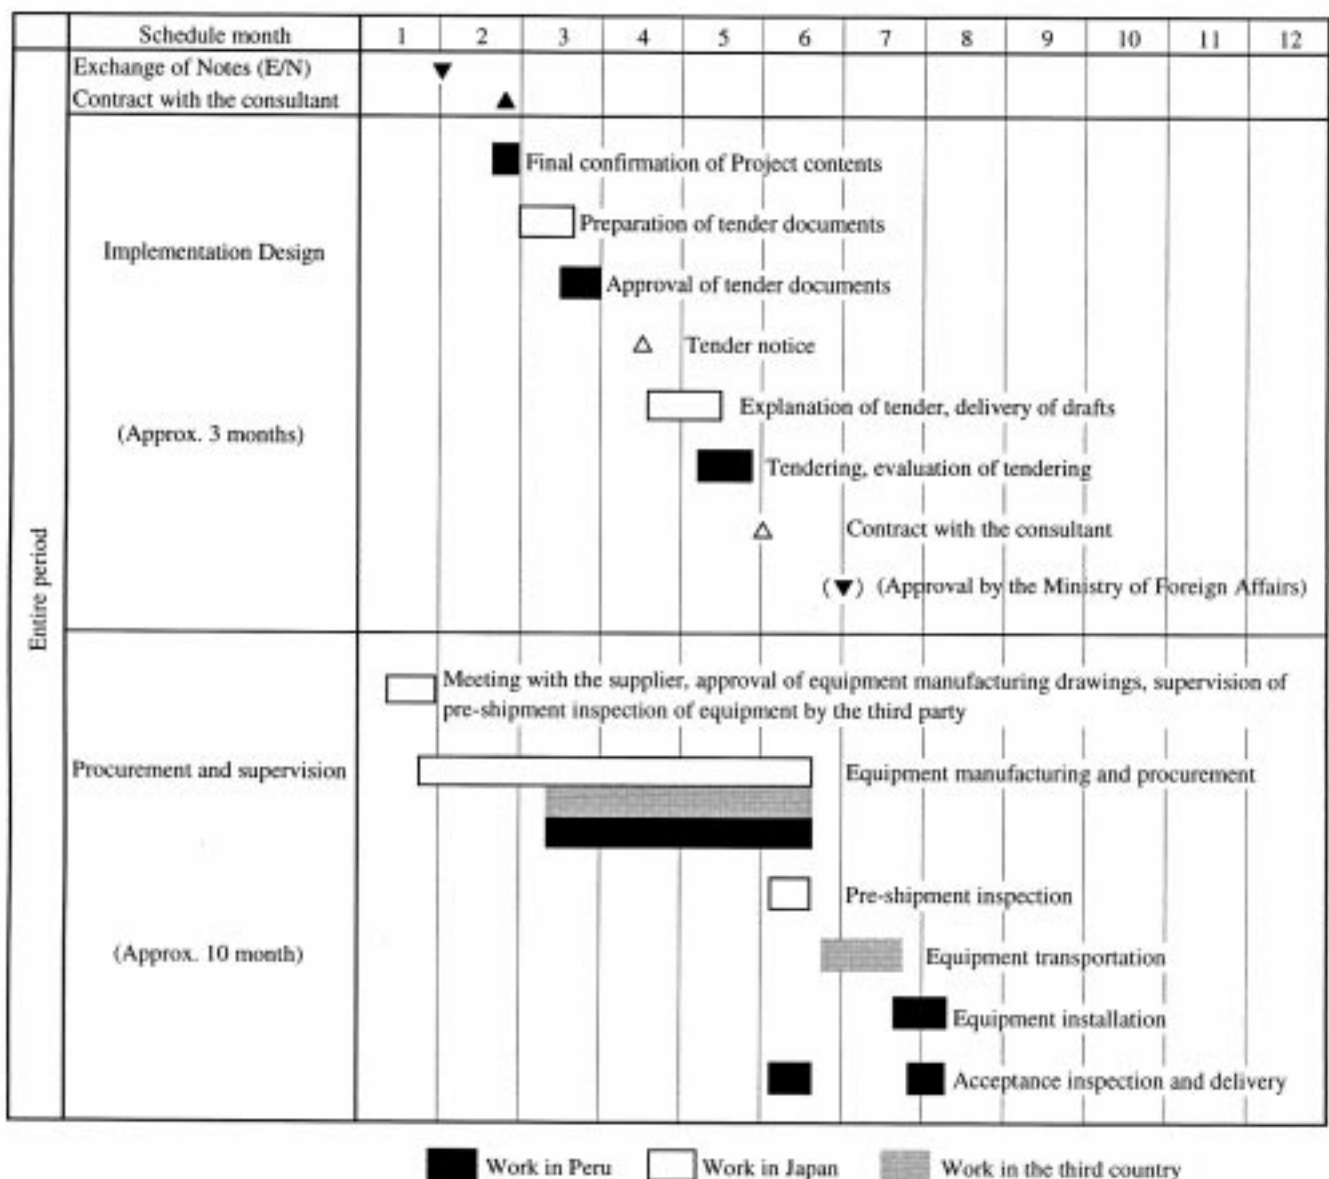 Schedule month 1 2 3 4 5 6 7 8 9 10 11 12
Exchange of Notes (E/N)
Contract with the consultant
Final confirmation of Project contents
Preparation of tender documents
Implementation Design
Approval of tender documents
Tender notice
Explanation of tender, delivery of drafts
(Approx. 3 months)
Tendering, evaluation of tendering
Contract with the consultant
(▼) (Approval by the Ministry of Foreign Affairs)
Entire period
Meeting with the supplier, approval of equipment manufacturing drawings, supervision of
pre-shipment inspection of equipment by the third party
Procurement and supervision
Equipment manufacturing and procurement
Pre-shipment inspection
(Approx. 10 month)
Equipment transportation
Equipment installation
Acceptance inspection and delivery
Work in Peru
Work in Japan
Work in the third country